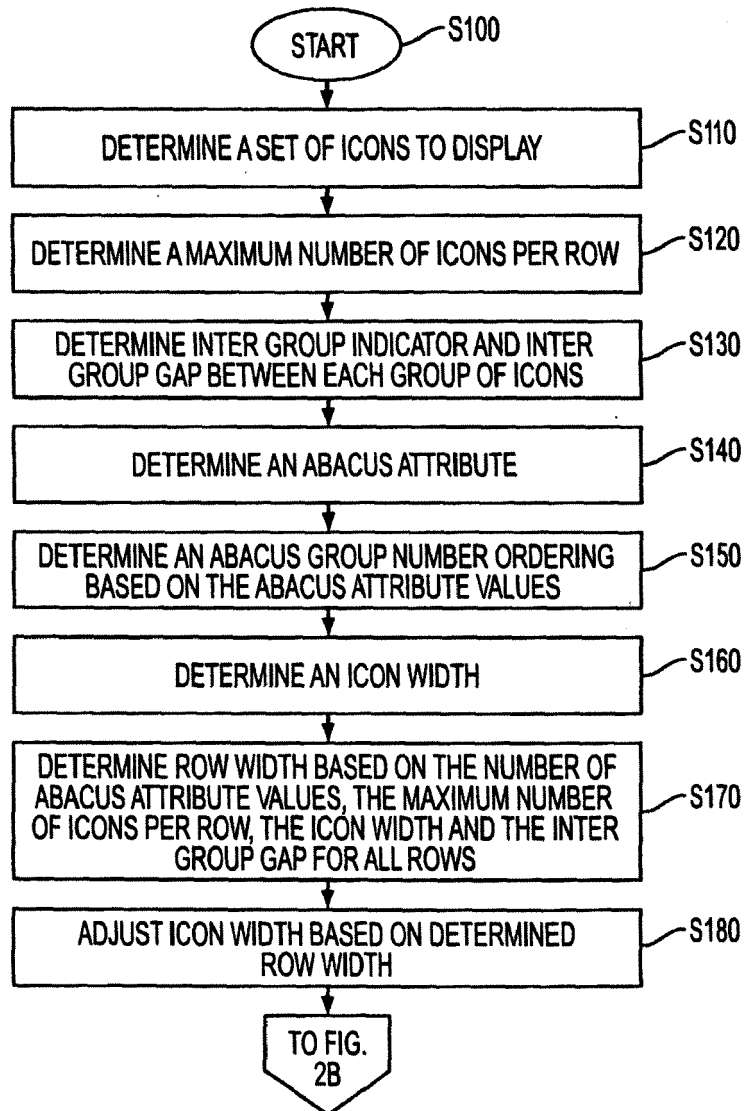 START
S100
DETERMINE A SET OF ICONS TO DISPLAY
S110
DETERMINE A MAXIMUM NUMBER OF ICONS PER ROW
S120
DETERMINE INTER GROUP INDICATOR AND INTER
GROUP GAP BETWEEN EACH GROUP OF ICONS
S130
DETERMINE AN ABACUS ATTRIBUTE
S140
DETERMINE AN ABACUS GROUP NUMBER ORDERING
BASED ON THE ABACUS ATTRIBUTE VALUES
S150
DETERMINE AN ICON WIDTH
S160
DETERMINE ROW WIDTH BASED ON THE NUMBER OF
ABACUS ATTRIBUTE VALUES, THE MAXIMUM NUMBER
OF ICONS PER ROW, THE ICON WIDTH AND THE INTER
GROUP GAP FOR ALL ROWS
S170
ADJUST ICON WIDTH BASED ON DETERMINED
ROW WIDTH
S180
TO FIG.
2B